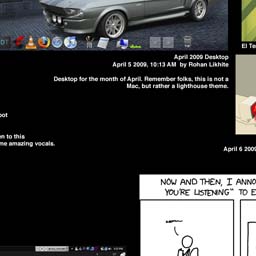 April 2009 Desktop
April 5 2009, 10:13 AM by Rohan Likhite
Desktop for the month of April. Remember folks, this is not a
Mac, but rather a lighthouse theme.
El Te
oot
en to this
me amazing vocals.
April 6 2009
NOW AND THEN, I ANNO
YOU'RE LISTENING" TO E